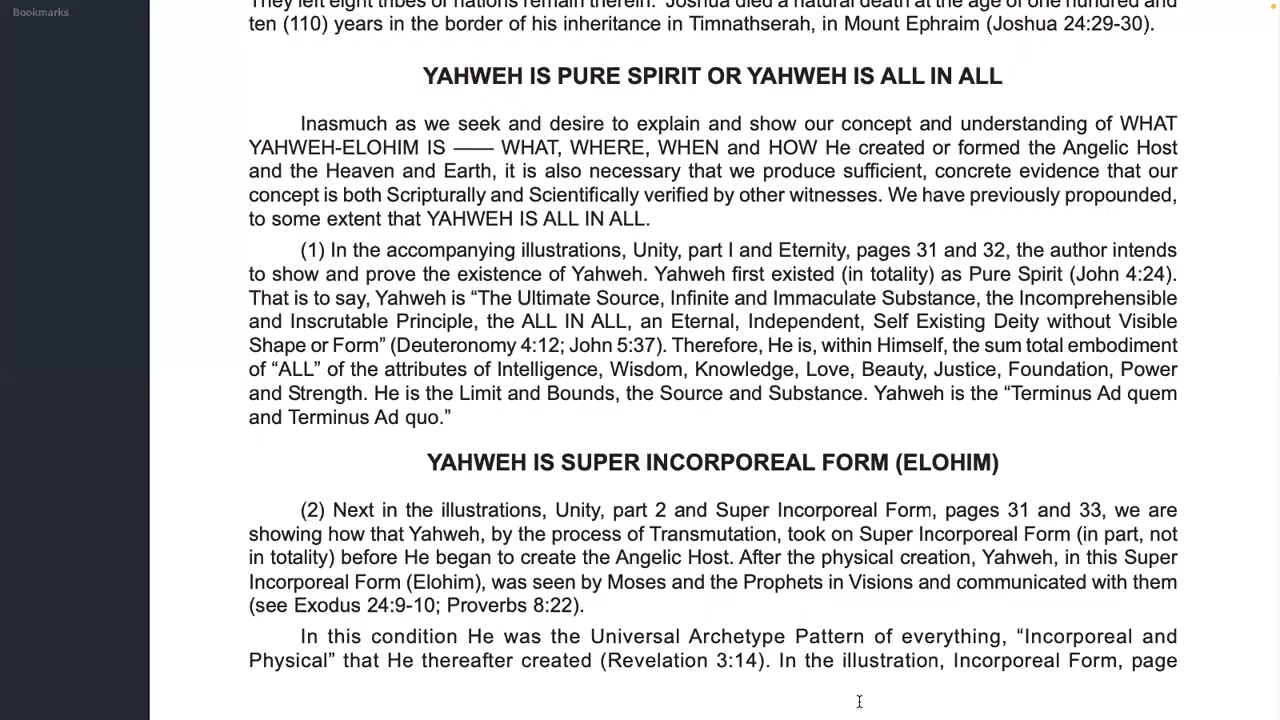 Bookmarks
They left eight tribes or nations remain therein. Joshua died a natural death at the age of one hundred and
ten (110) years in the border of his inheritance in Timnathserah, in Mount Ephraim (Joshua 24:29-30).
YAHWEH IS PURE SPIRIT OR YAHWEH IS ALL IN ALL
Inasmuch as we seek and desire to explain and show our concept and understanding of WHAT
YAHWEH-ELOHIM IS —— WHAT, WHERE, WHEN and HOW He created or formed the Angelic Host
and the Heaven and Earth, it is also necessary that we produce sufficient, concrete evidence that our
concept is both Scripturally and Scientifically verified by other witnesses. We have previously propounded,
to some extent that YAHWEH IS ALL IN ALL.
(1) In the accompanying illustrations, Unity, part I and Eternity, pages 31 and 32, the author intends
to show and prove the existence of Yahweh. Yahweh first existed (in totality) as Pure Spirit (John 4:24).
That is to say, Yahweh is “The Ultimate Source, Infinite and Immaculate Substance, the Incomprehensible
and Inscrutable Principle, the ALL IN ALL, an Eternal, Independent, Self Existing Deity without Visible
Shape or Form” (Deuteronomy 4:12; John 5:37). Therefore, He is, within Himself, the sum total embodiment
of “ALL” of the attributes of Intelligence, Wisdom, Knowledge, Love, Beauty, Justice, Foundation, Power
and Strength. He is the Limit and Bounds, the Source and Substance. Yahweh is the “Terminus Ad quem
and Terminus Ad quo.”
YAHWEH IS SUPER INCORPOREAL FORM (ELOHIM)
(2) Next in the illustrations, Unity, part 2 and Super Incorporeal Form, pages 31 and 33, we are
showing how that Yahweh, by the process of Transmutation, took on Super Incorporeal Form (in part, not
in totality) before He began to create the Angelic Host. After the physical creation, Yahweh, in this Super
Incorporeal Form (Elohim), was seen by Moses and the Prophets in Visions and communicated with them
(see Exodus 24:9-10; Proverbs 8:22).
In this condition He was the Universal Archetype Pattern of everything, “Incorporeal and
Physical” that He thereafter created (Revelation 3:14). In the illustration, Incorporeal Form, page